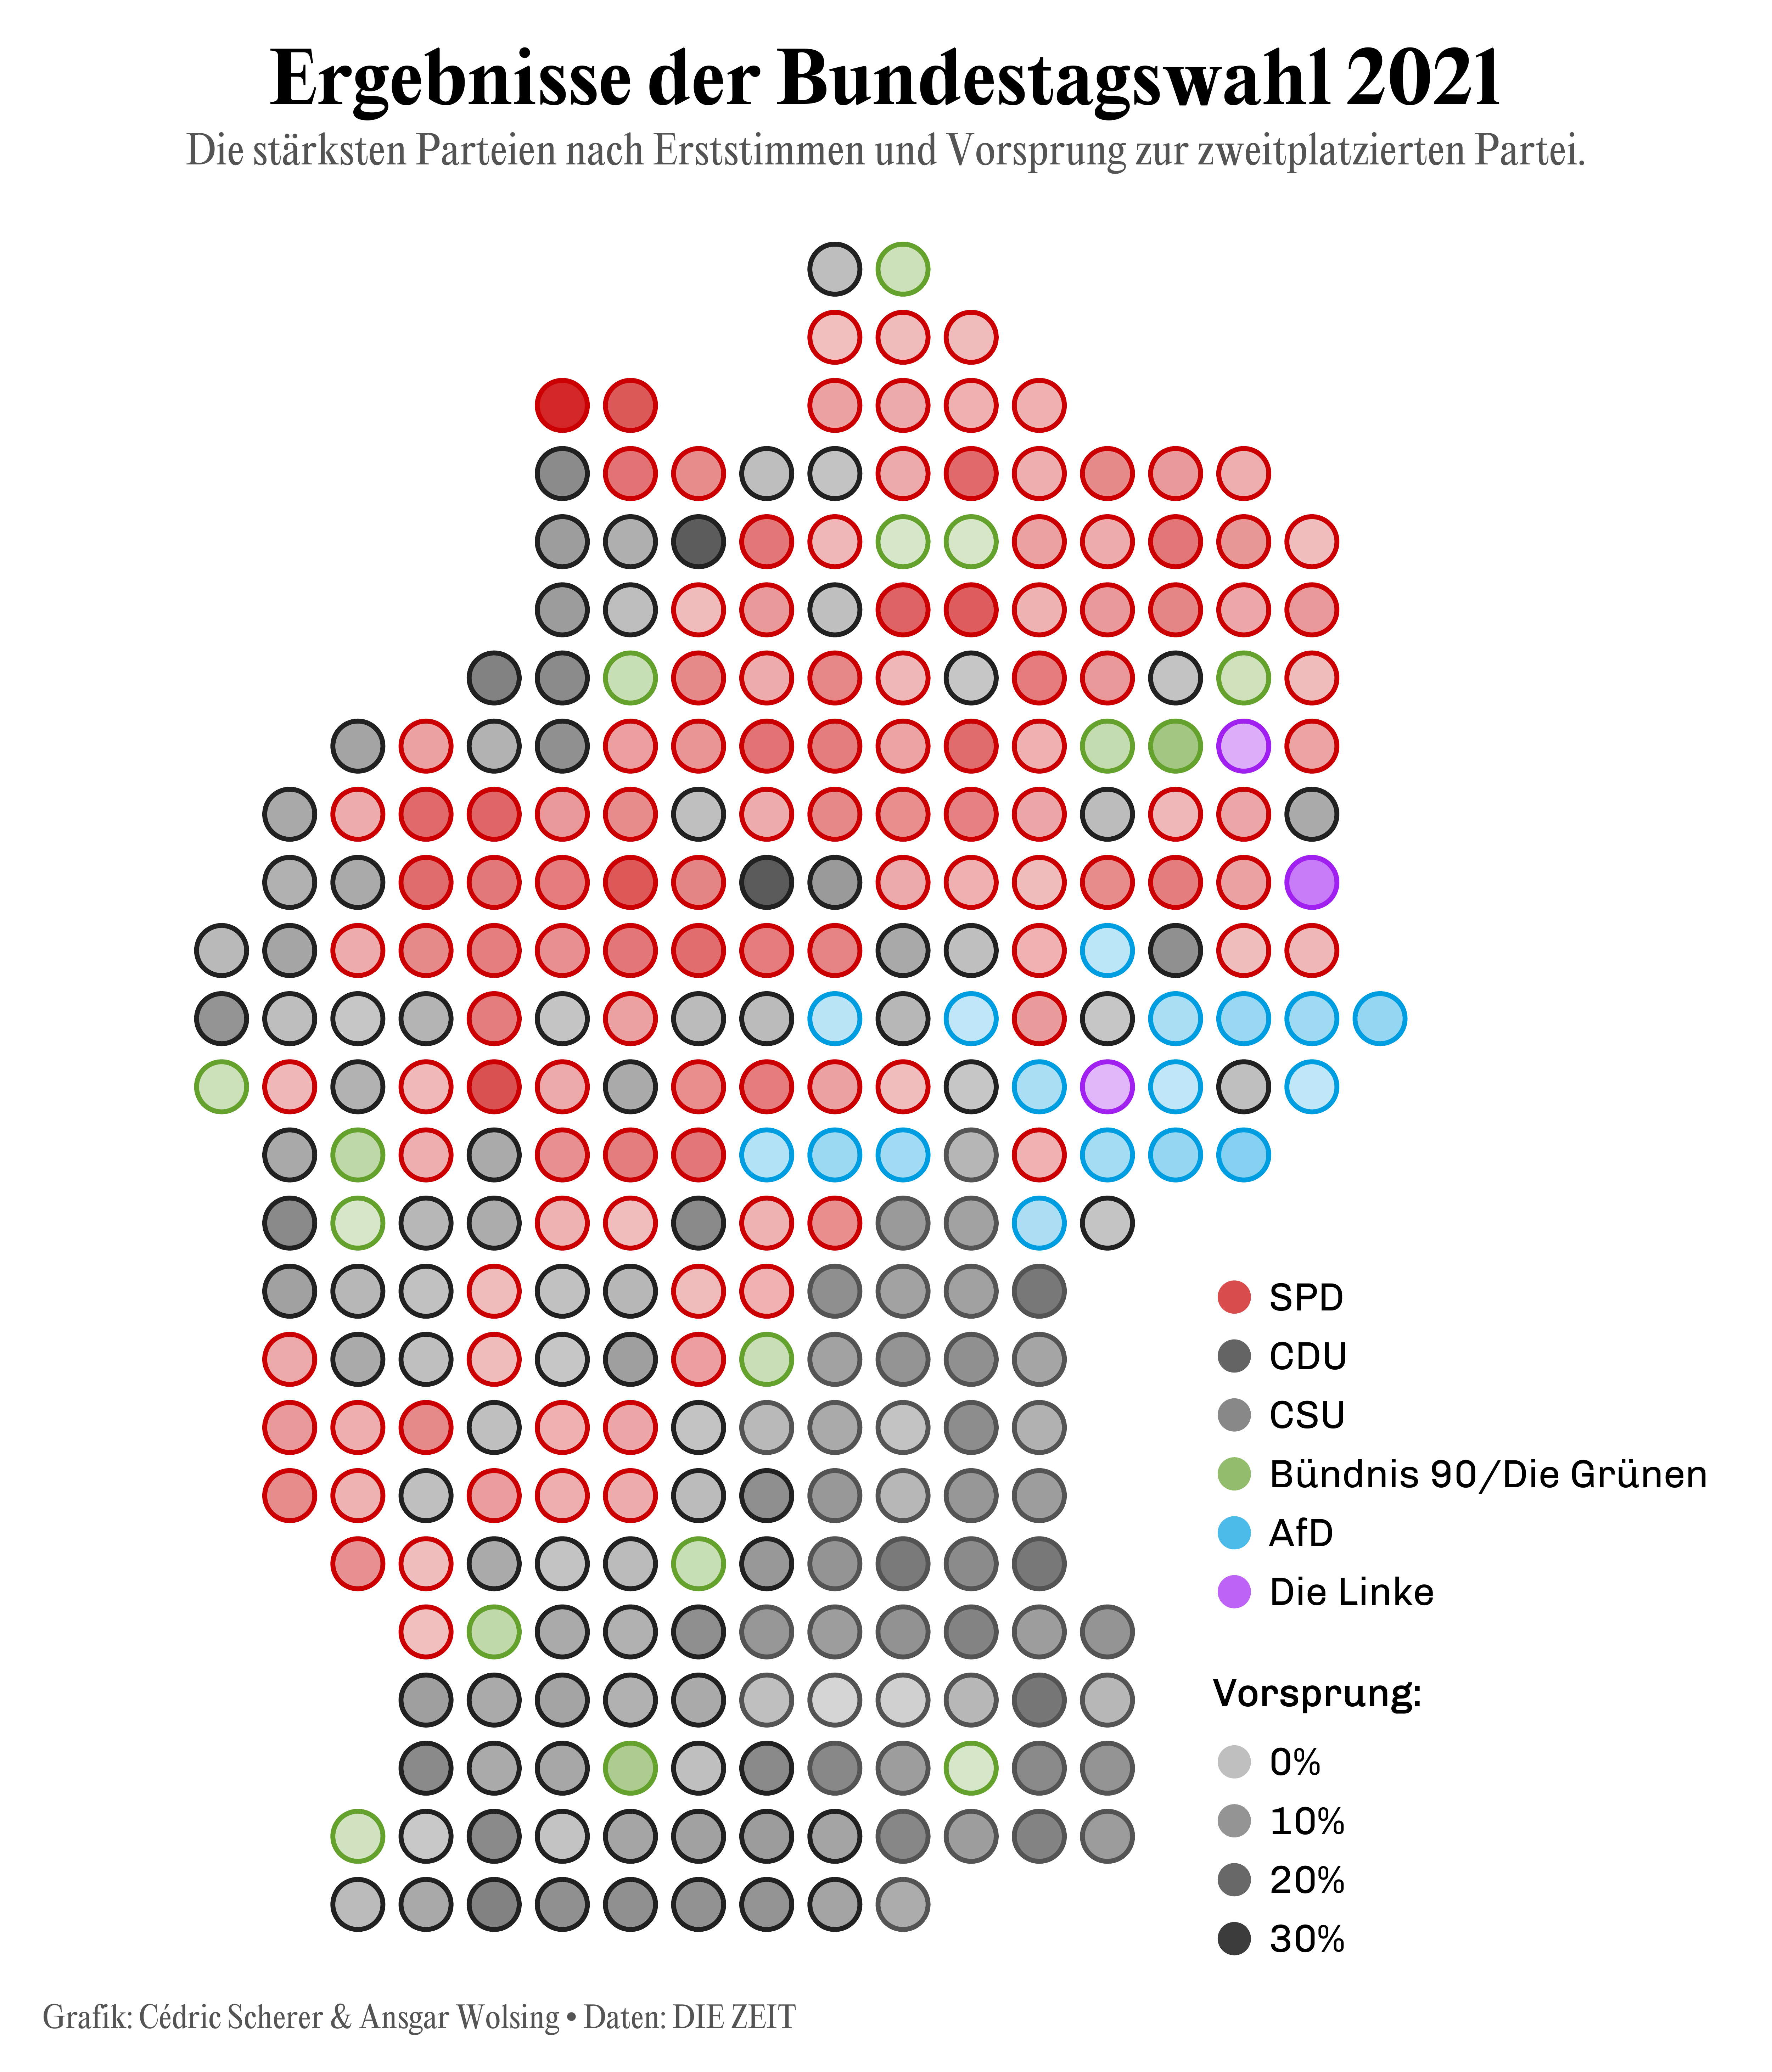 Ergebnisse der Bundestagswahl 2021
Die stärksten Parteien nach Erststimmen und Vorsprung zur zweitplatzierten Partei.
SPD
CDU
CSU
Bündnis 90/Die Grünen
AfD
Die Linke
Vorsprung:
0%
10%
20%
30%
Grafik: Cédric Scherer & Ansgar Wolsing • Daten: DIE ZEIT